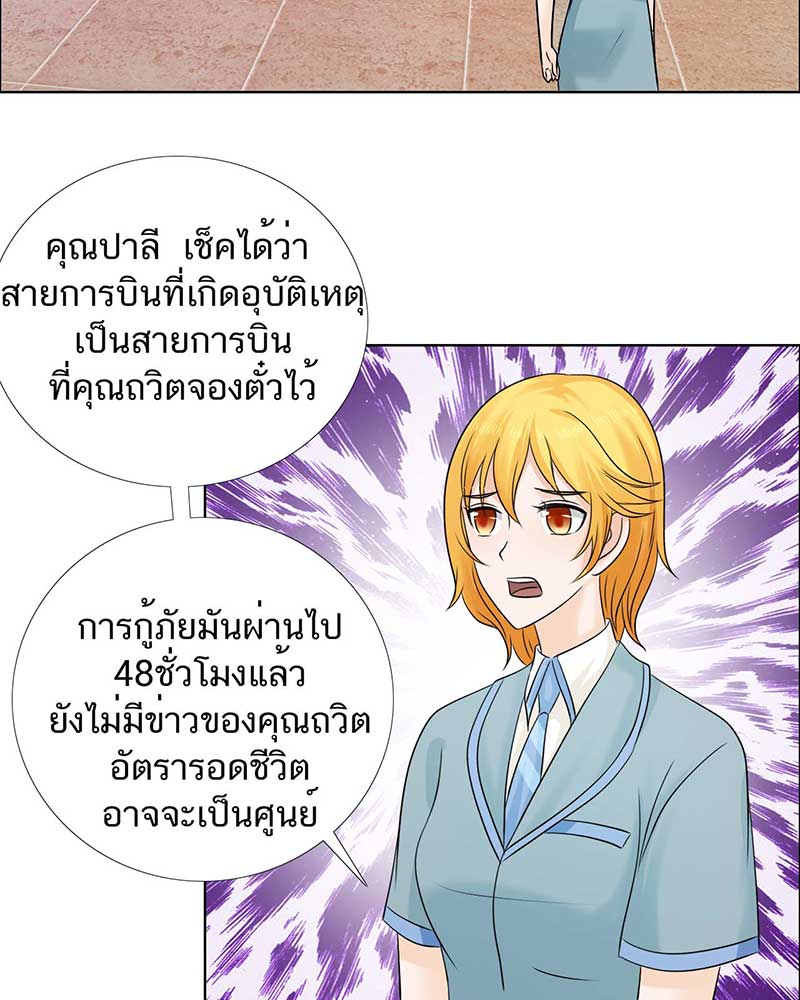 คุณปาลี เช็คได้ว่า
สายการบินที่เกิดอุบัติเหตุ
เป็นสายการบิน
ที่คุณถวิตจองตั๋วไว้
การกู้ภัยมันผ่านไป
48ชั่วโมงแล้ว
ยังไม่มีข่าวของคุณถวิต
อัตรารอดชีวิต
อาจจะเป็นศูนย์